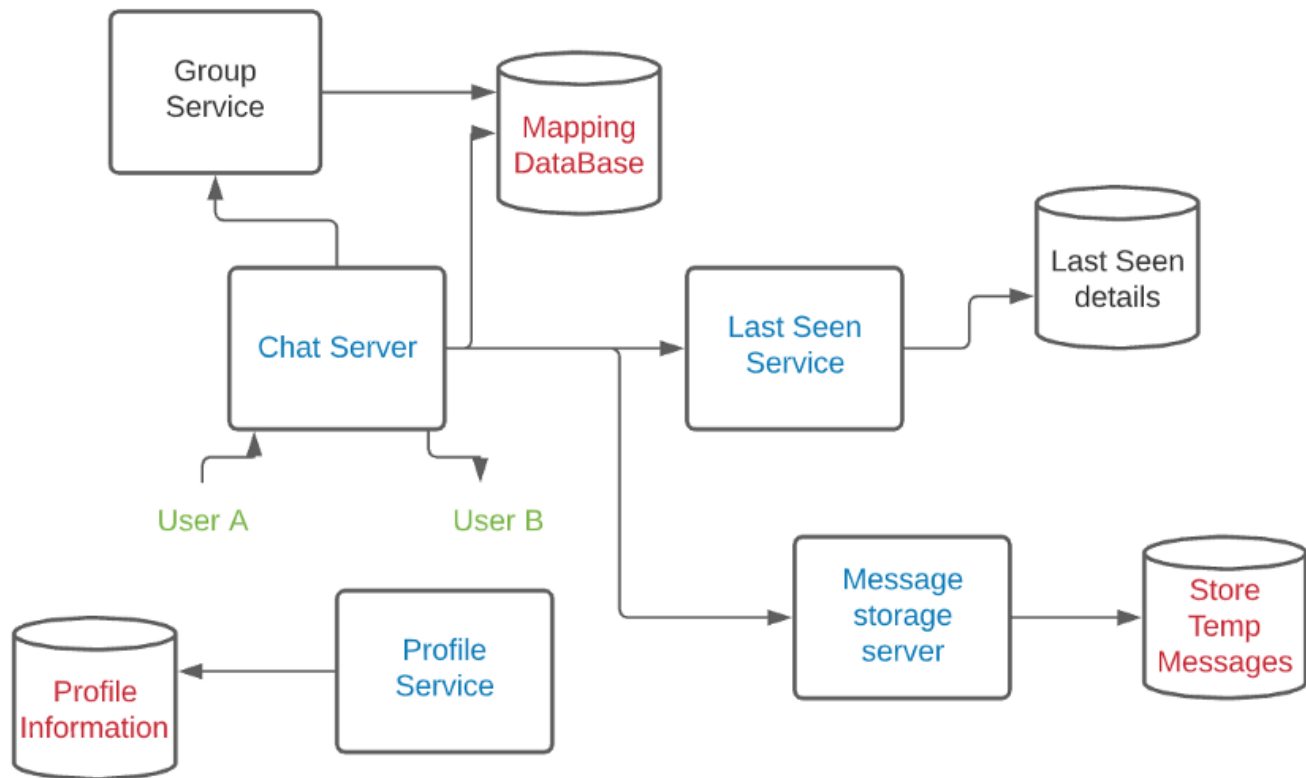 Group
Service
Mapping
DataBase
Last Seen
details
Chat Server
Last Seen
Service
User A
User B
Message
storage
server
Store
Temp
Messages
Profile
Service
Profile
Information